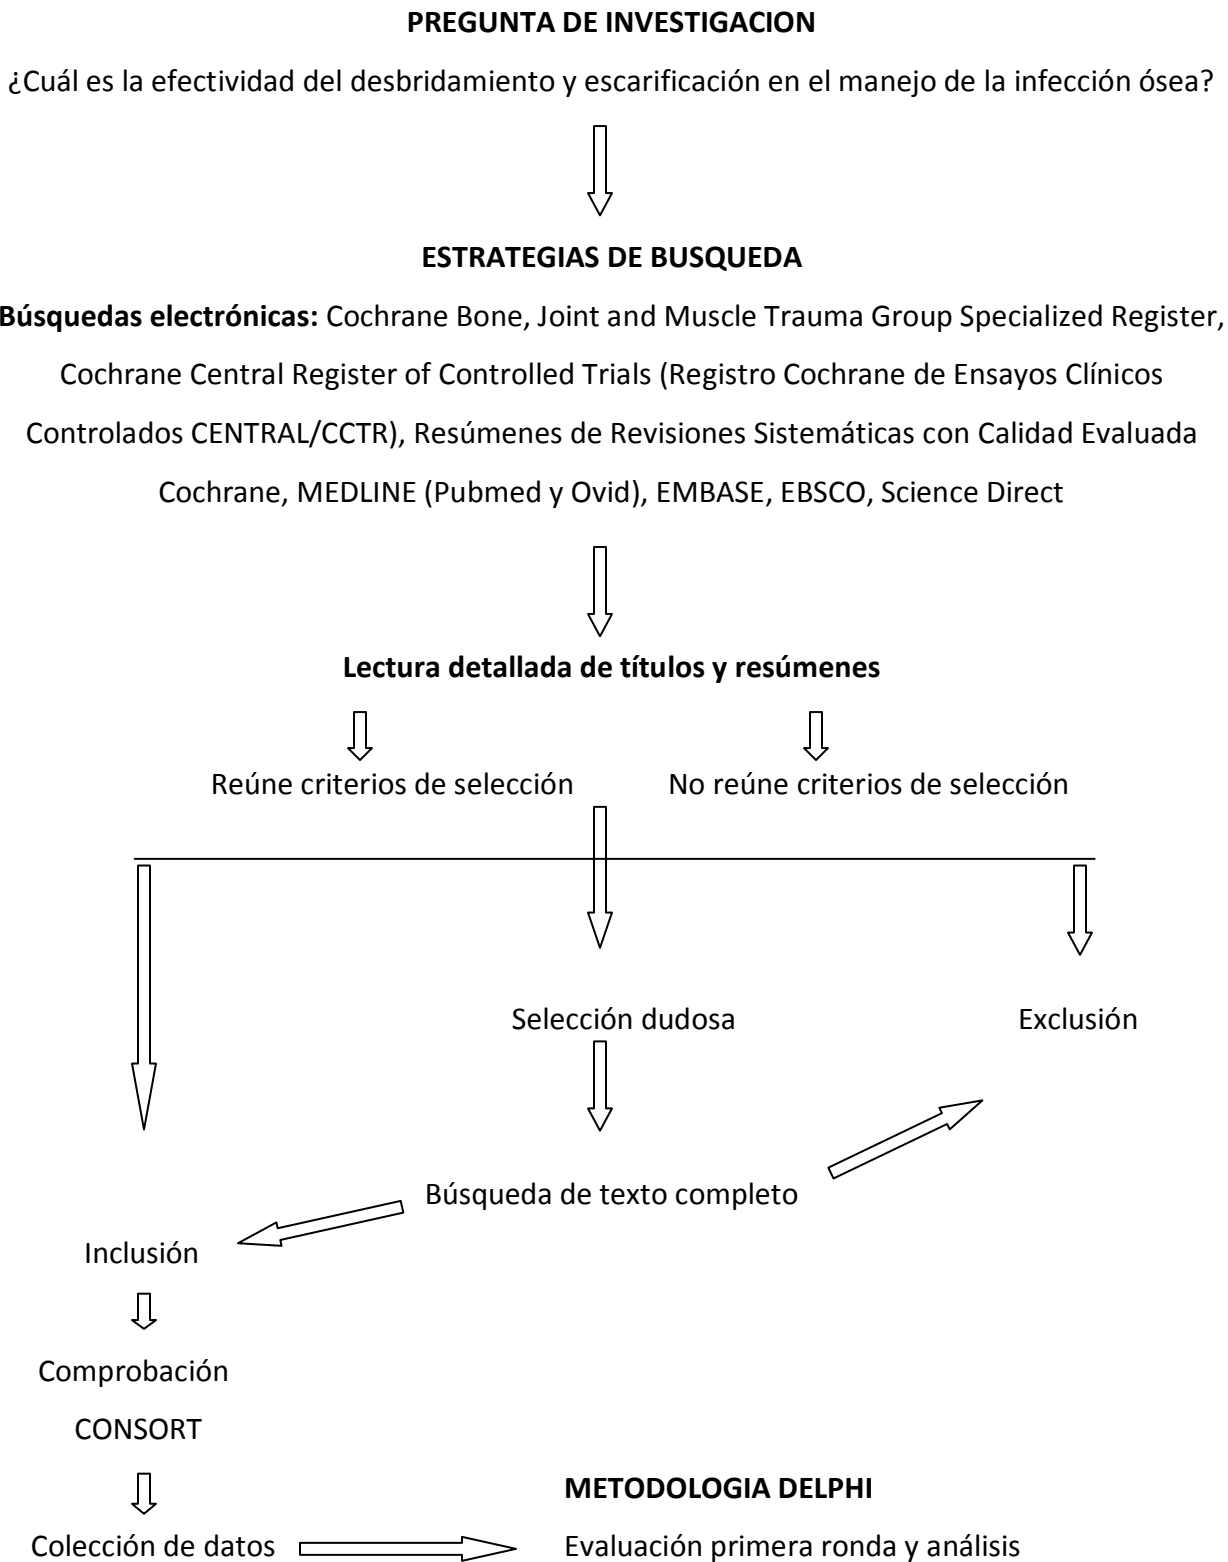 PREGUNTA DE INVESTIGACION
¿Cuál es la efectividad del desbridamiento y escarificación en el manejo de la infección ósea?
ESTRATEGIAS DE BUSQUEDA
Búsquedas electrónicas: Cochrane Bone, Joint and Muscle Trauma Group Specialized Register,
Cochrane Central Register of Controlled Trials (Registro Cochrane de Ensayos Clínicos
Controlados CENTRAL/CCTR), Resúmenes de Revisiones Sistemáticas con Calidad Evaluada
Cochrane, MEDLINE (Pubmed y Ovid), EMBASE, EBSCO, Science Direct
Lectura detallada de títulos y resúmenes
Reúne criterios de selección
No reúne criterios de selección
Selección dudosa
Exclusión
Búsqueda de texto completo
Inclusión
Comprobación
CONSORT
METODOLOGIA DELPHI
Colección de datos
Evaluación primera ronda y análisis